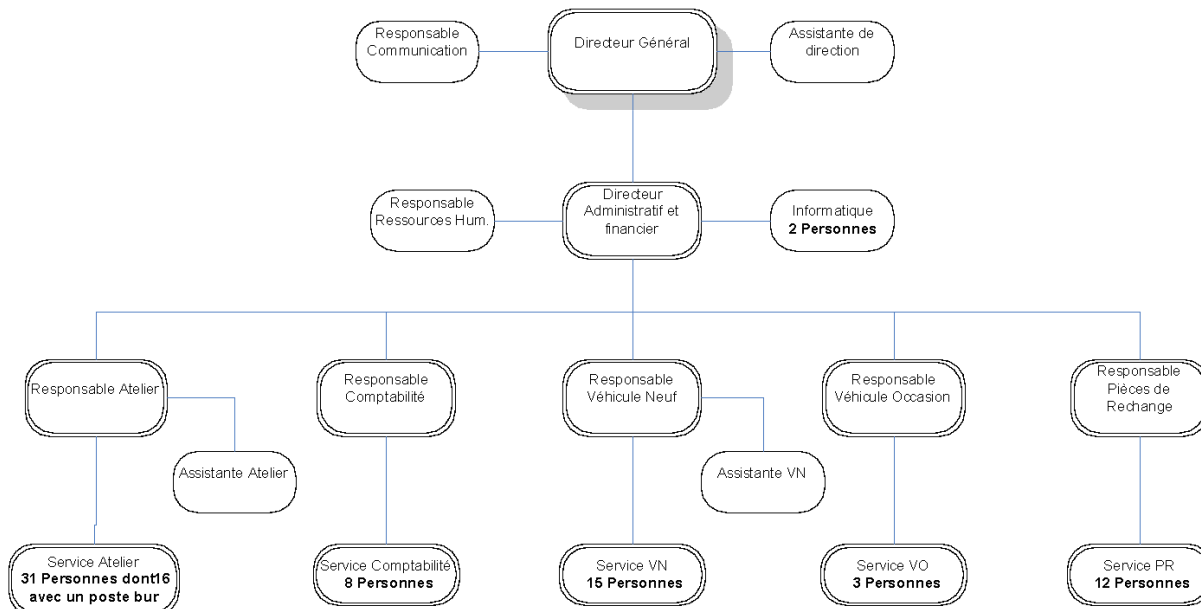 Responsable
Communication
Directeur Général
Assistante de
direction
Responsable
Ressources Hum.
Directeur
Administratif et
financier
Informatique
2 Personnes
Responsable Atelier
Responsable
Comptabilité
Responsable
Véhicule Neuf
Responsable
Véhicule Occasion
Responsable
Pièces de
Rechange
Assistante Atelier
Assistante VN
Service Atelier
31 Personnes dont16
avec un poste bur
Service Comptabilité
8 Personnes
Service VN
15 Personnes
Service VO
3 Personnes
Service PR
12 Personnes